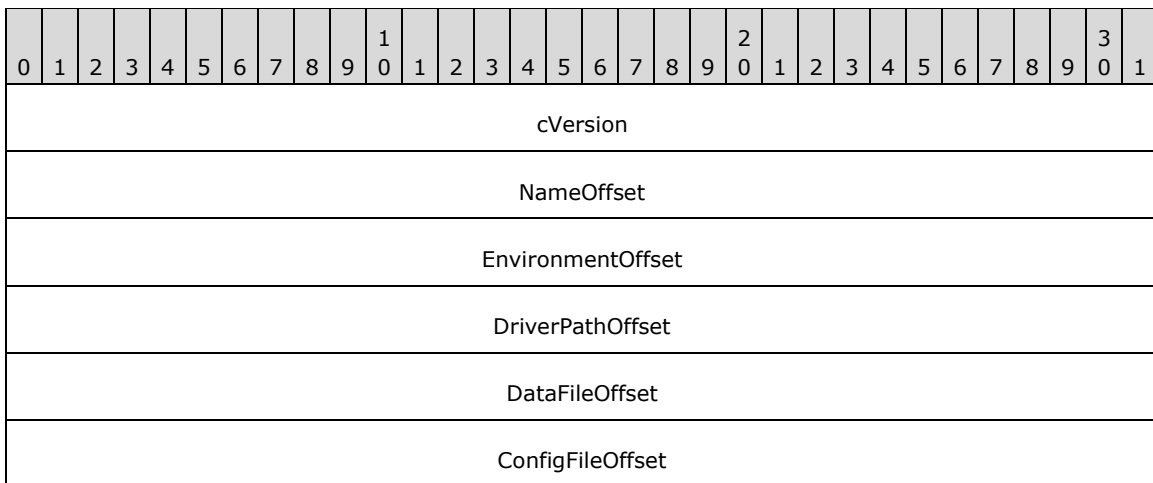 1 2 3
0 1 2 3 4 5 6 7 8 9 0 1 2 3 4 5 6 7 8 9 0 1 2 3 4 5 6 7 8 9 0 1
cVersion
NameOffset
EnvironmentOffset
DriverPathOffset
DataFileOffset
ConfigFileOffset